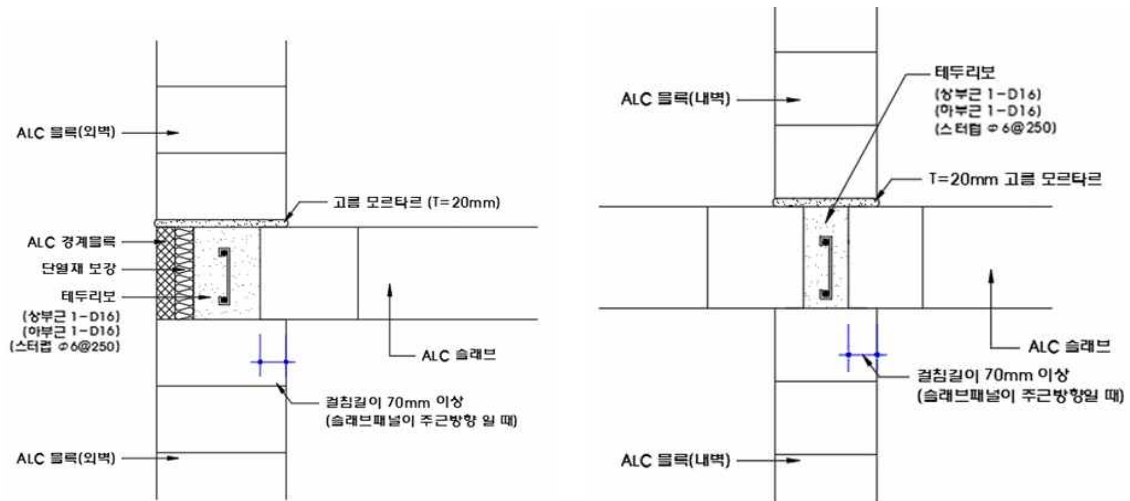 ALC 블록(외벽)
고름 모르타르 (T=20mm)
ALC 경계블록
단열재 보강
테두리보
(상부근 1-D16)
(하부근 1-D16)
(스터럽 Φ6@250)
ALC 슬래브
걸침길이 70mm 이상
(슬래브패널이 주근방향 일 때)
ALC 블록(외벽)
테두리보
(상부근 1-D16)
(하부근 1-D16)
(스터럽 Φ6@250)
ALC 블록(내벽)
T=20mm 고름 모르타르
ALC 슬래브
걸침길이 70mm 이상
(슬래브패널이 주근방향 일 때)
ALC 블록(내벽)